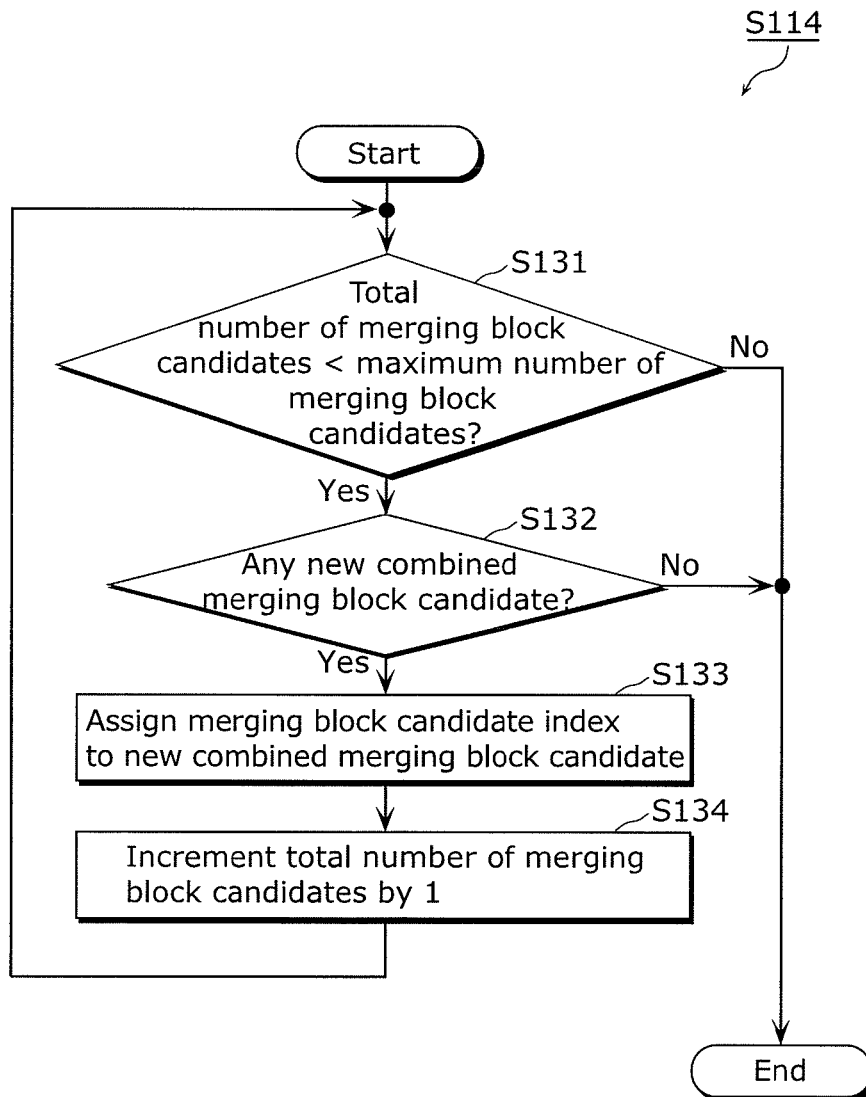 S114
Start
S131
Total
number of merging block
candidates < maximum number of
merging block
candidates?
No
Yes
S132
Any new combined
merging block candidate?
No
Yes
S133
Assign merging block candidate index
to new combined merging block candidate
S134
Increment total number of merging
block candidates by 1
End